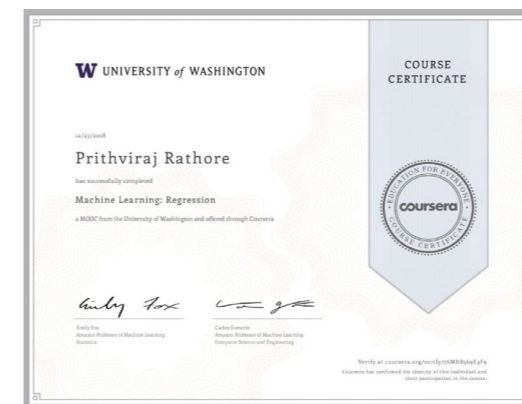 W UNIVERSITY of WASHINGTON
COURSE
CERTIFICATE
12/23/2018
Prithviraj Rathore
has successfully completed
Machine Learning: Regression
a MOOC from the University of Washington and offered through Coursera
EDUCATION FOR EVERYONE
coursera
COURSE CERTIFICATE
Emily Fox
Amazon Professor of Machine Learning
Statistics
Carlos Guestrin
Amazon Professor of Machine Learning
Computer Science and Engineering
Verify at
Coursera has confirmed the identity of this individual and
their participation in the course.